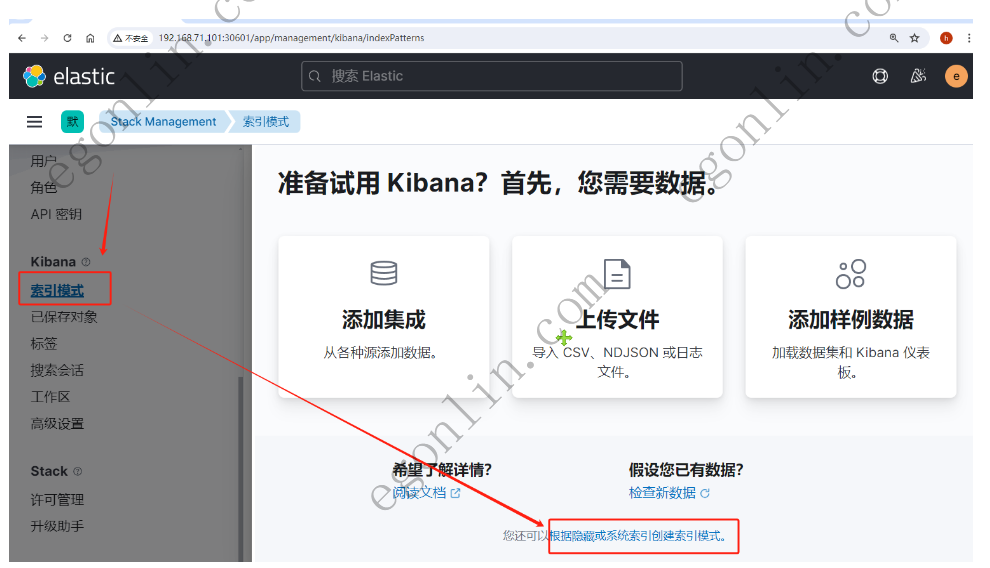 不安全 192.168.71.101:30601/app/management/kibana/indexPatterns
h
elastic
搜索 Elastic
e
默 Stack Management 索引模式
用户
角色
API 密钥
Kibana
索引模式
已保存对象
标签
搜索会话
工作区
高级设置
Stack
许可管理
升级助手
准备试用 Kibana？首先，您需要数据。
添加集成
从各种源添加数据。
上传文件
导入 CSV、NDJSON 或日志
文件。
添加样例数据
加载数据集和 Kibana 仪表
板。
希望了解详情？
阅读文档
假设您已有数据？
检查新数据
您还可以根据隐藏或系统索引创建索引模式。
egonlin.com
egonlin.com
egonlin.com